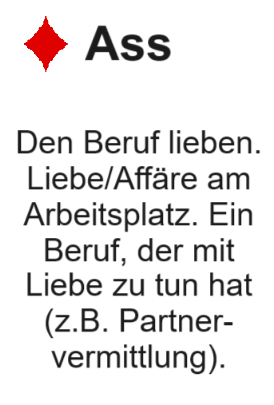 Ass
Den Beruf lieben.
Liebe/Affäre am
Arbeitsplatz. Ein
Beruf, der mit
Liebe zu tun hat
(z.B. Partner-
vermittlung).